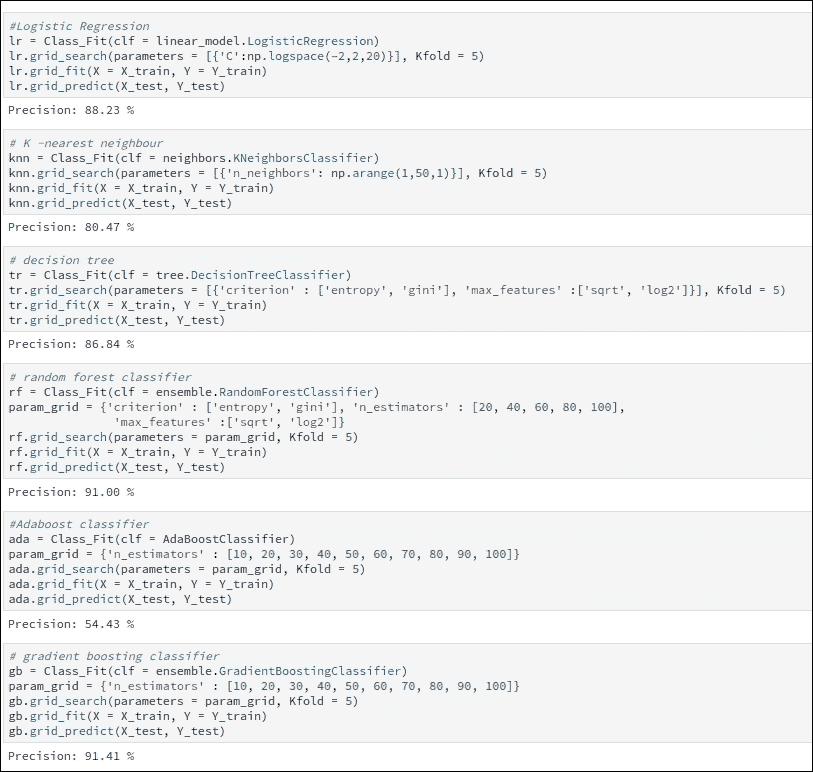 #Logistic Regression
lr = Class_Fit(clf = linear_model.LogisticRegression)
lr.grid_search(parameters = [{'C':np.logspace(-2,2,20)}], Kfold = 5)
lr.grid_fit(X = X_train, Y = Y_train)
lr.grid_predict(X_test, Y_test)
Precision: 88.23 %
# K -nearest neighbour
knn = Class_Fit(clf = neighbors.KNeighborsClassifier)
knn.grid_search(parameters = [{'n_neighbors': np.arange(1,50,1)}], Kfold = 5)
knn.grid_fit(X = X_train, Y = Y_train)
knn.grid_predict(X_test, Y_test)
Precision: 80.47 %
# decision tree
tr = Class_Fit(clf = tree.DecisionTreeClassifier)
tr.grid_search(parameters = [{'criterion' : ['entropy', 'gini'], 'max_features' :['sqrt', 'log2']}], Kfold = 5)
tr.grid_fit(X = X_train, Y = Y_train)
tr.grid_predict(X_test, Y_test)
Precision: 86.84 %
# random forest classifier
rf = Class_Fit(clf = ensemble.RandomForestClassifier)
param_grid = {'criterion' : ['entropy', 'gini'], 'n_estimators' : [20, 40, 60, 80, 100],
'max_features' :['sqrt', 'log2']}
rf.grid_search(parameters = param_grid, Kfold = 5)
rf.grid_fit(X = X_train, Y = Y_train)
rf.grid_predict(X_test, Y_test)
Precision: 91.00 %
#Adaboost classifier
ada = Class_Fit(clf = AdaBoostClassifier)
param_grid = {'n_estimators' : [10, 20, 30, 40, 50, 60, 70, 80, 90, 100]}
ada.grid_search(parameters = param_grid, Kfold = 5)
ada.grid_fit(X = X_train, Y = Y_train)
ada.grid_predict(X_test, Y_test)
Precision: 54.43 %
# gradient boosting classifier
gb = Class_Fit(clf = ensemble.GradientBoostingClassifier)
param_grid = {'n_estimators' : [10, 20, 30, 40, 50, 60, 70, 80, 90, 100]}
gb.grid_search(parameters = param_grid, Kfold = 5)
gb.grid_fit(X = X_train, Y = Y_train)
gb.grid_predict(X_test, Y_test)
Precision: 91.41 %